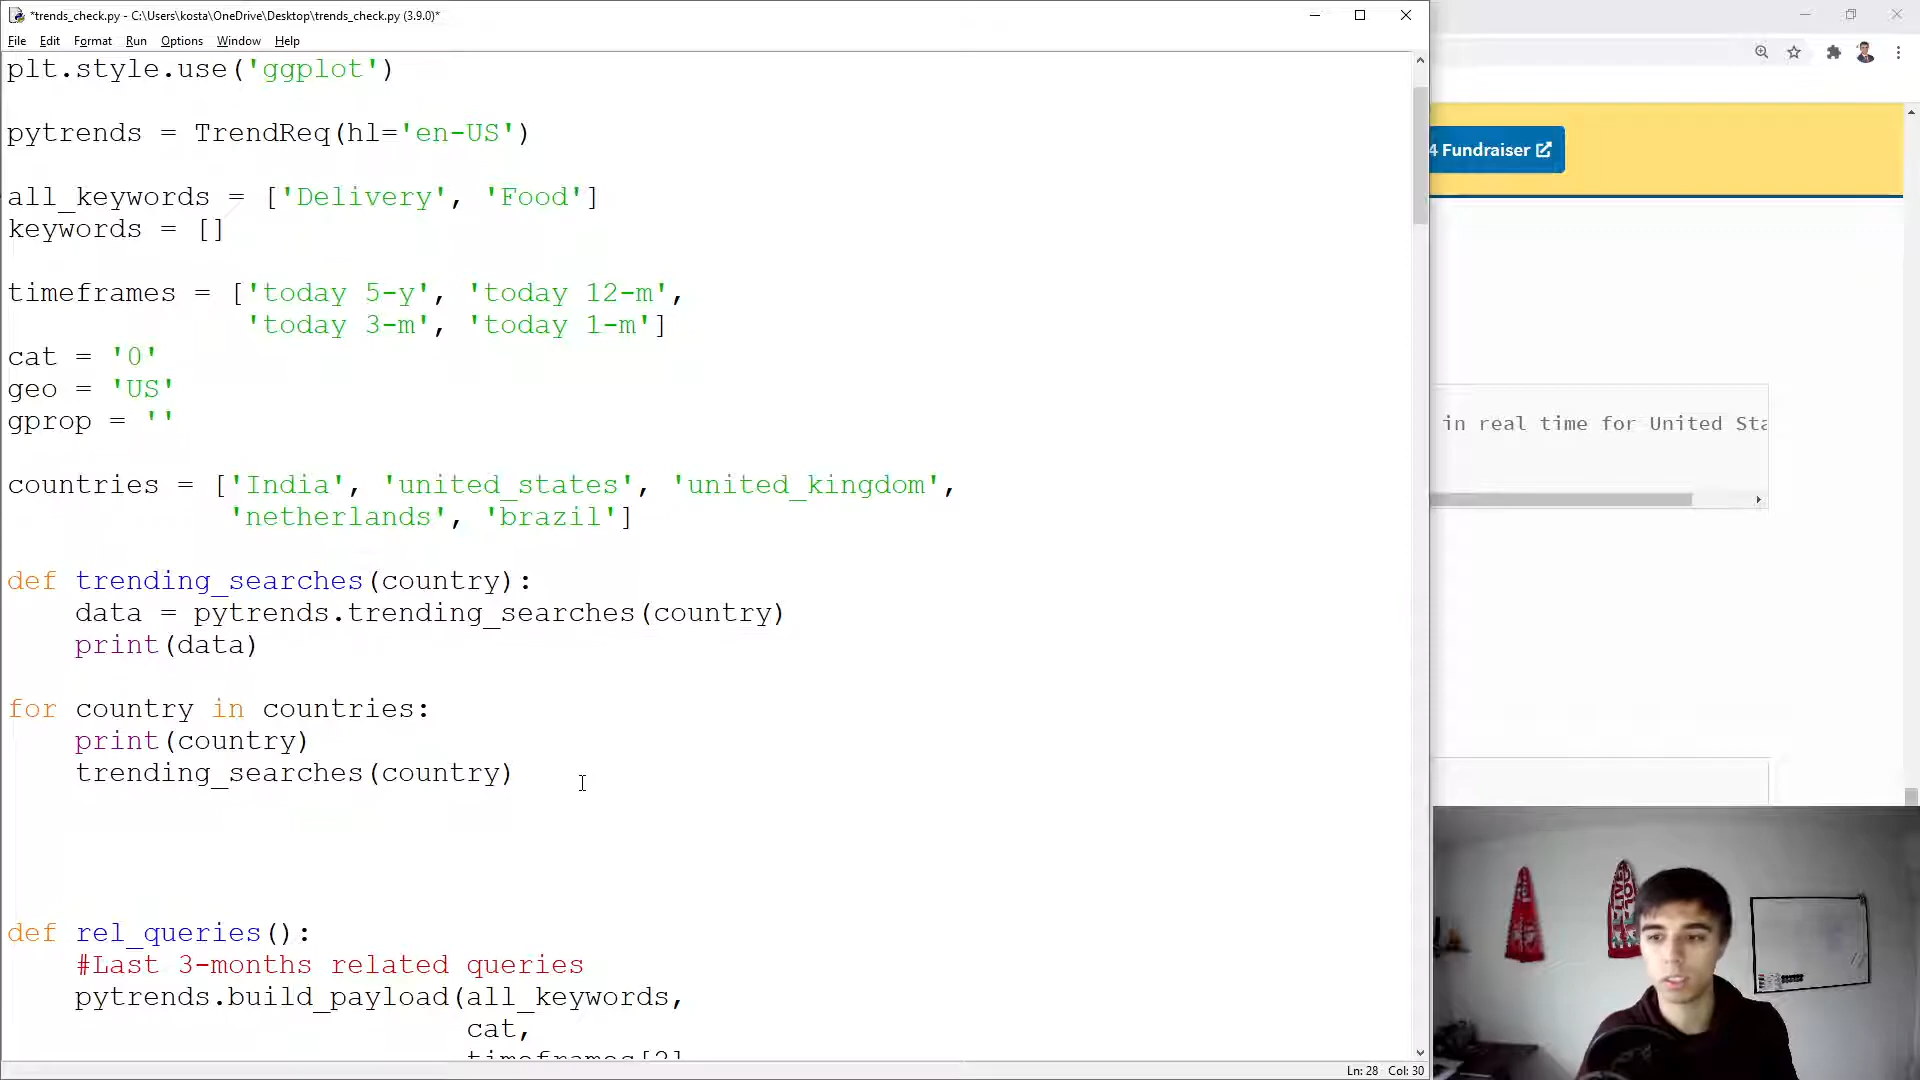 *trends_check.py - C:\Users\kosta\OneDrive\Desktop\trends_check.py (3.9.0)*
File Edit Format Run Options Window Help
plt.style.use('ggplot')
pytrends = TrendReq(hl='en-US')
all_keywords = ['Delivery', 'Food']
keywords = []
timeframes = ['today 5-y', 'today 12-m',
'today 3-m', 'today 1-m']
cat = '0'
geo = 'US'
gprop = ''
countries = ['India', 'united_states', 'united_kingdom',
'netherlands', 'brazil']
def trending_searches(country):
data = pytrends.trending_searches(country)
print(data)
for country in countries:
print(country)
trending_searches(country)
def rel_queries():
#Last 3-months related queries
pytrends.build_payload(all_keywords,
cat,
timeframes[2]
Ln: 28 Col: 30
4 Fundraiser
in real time for United Sta